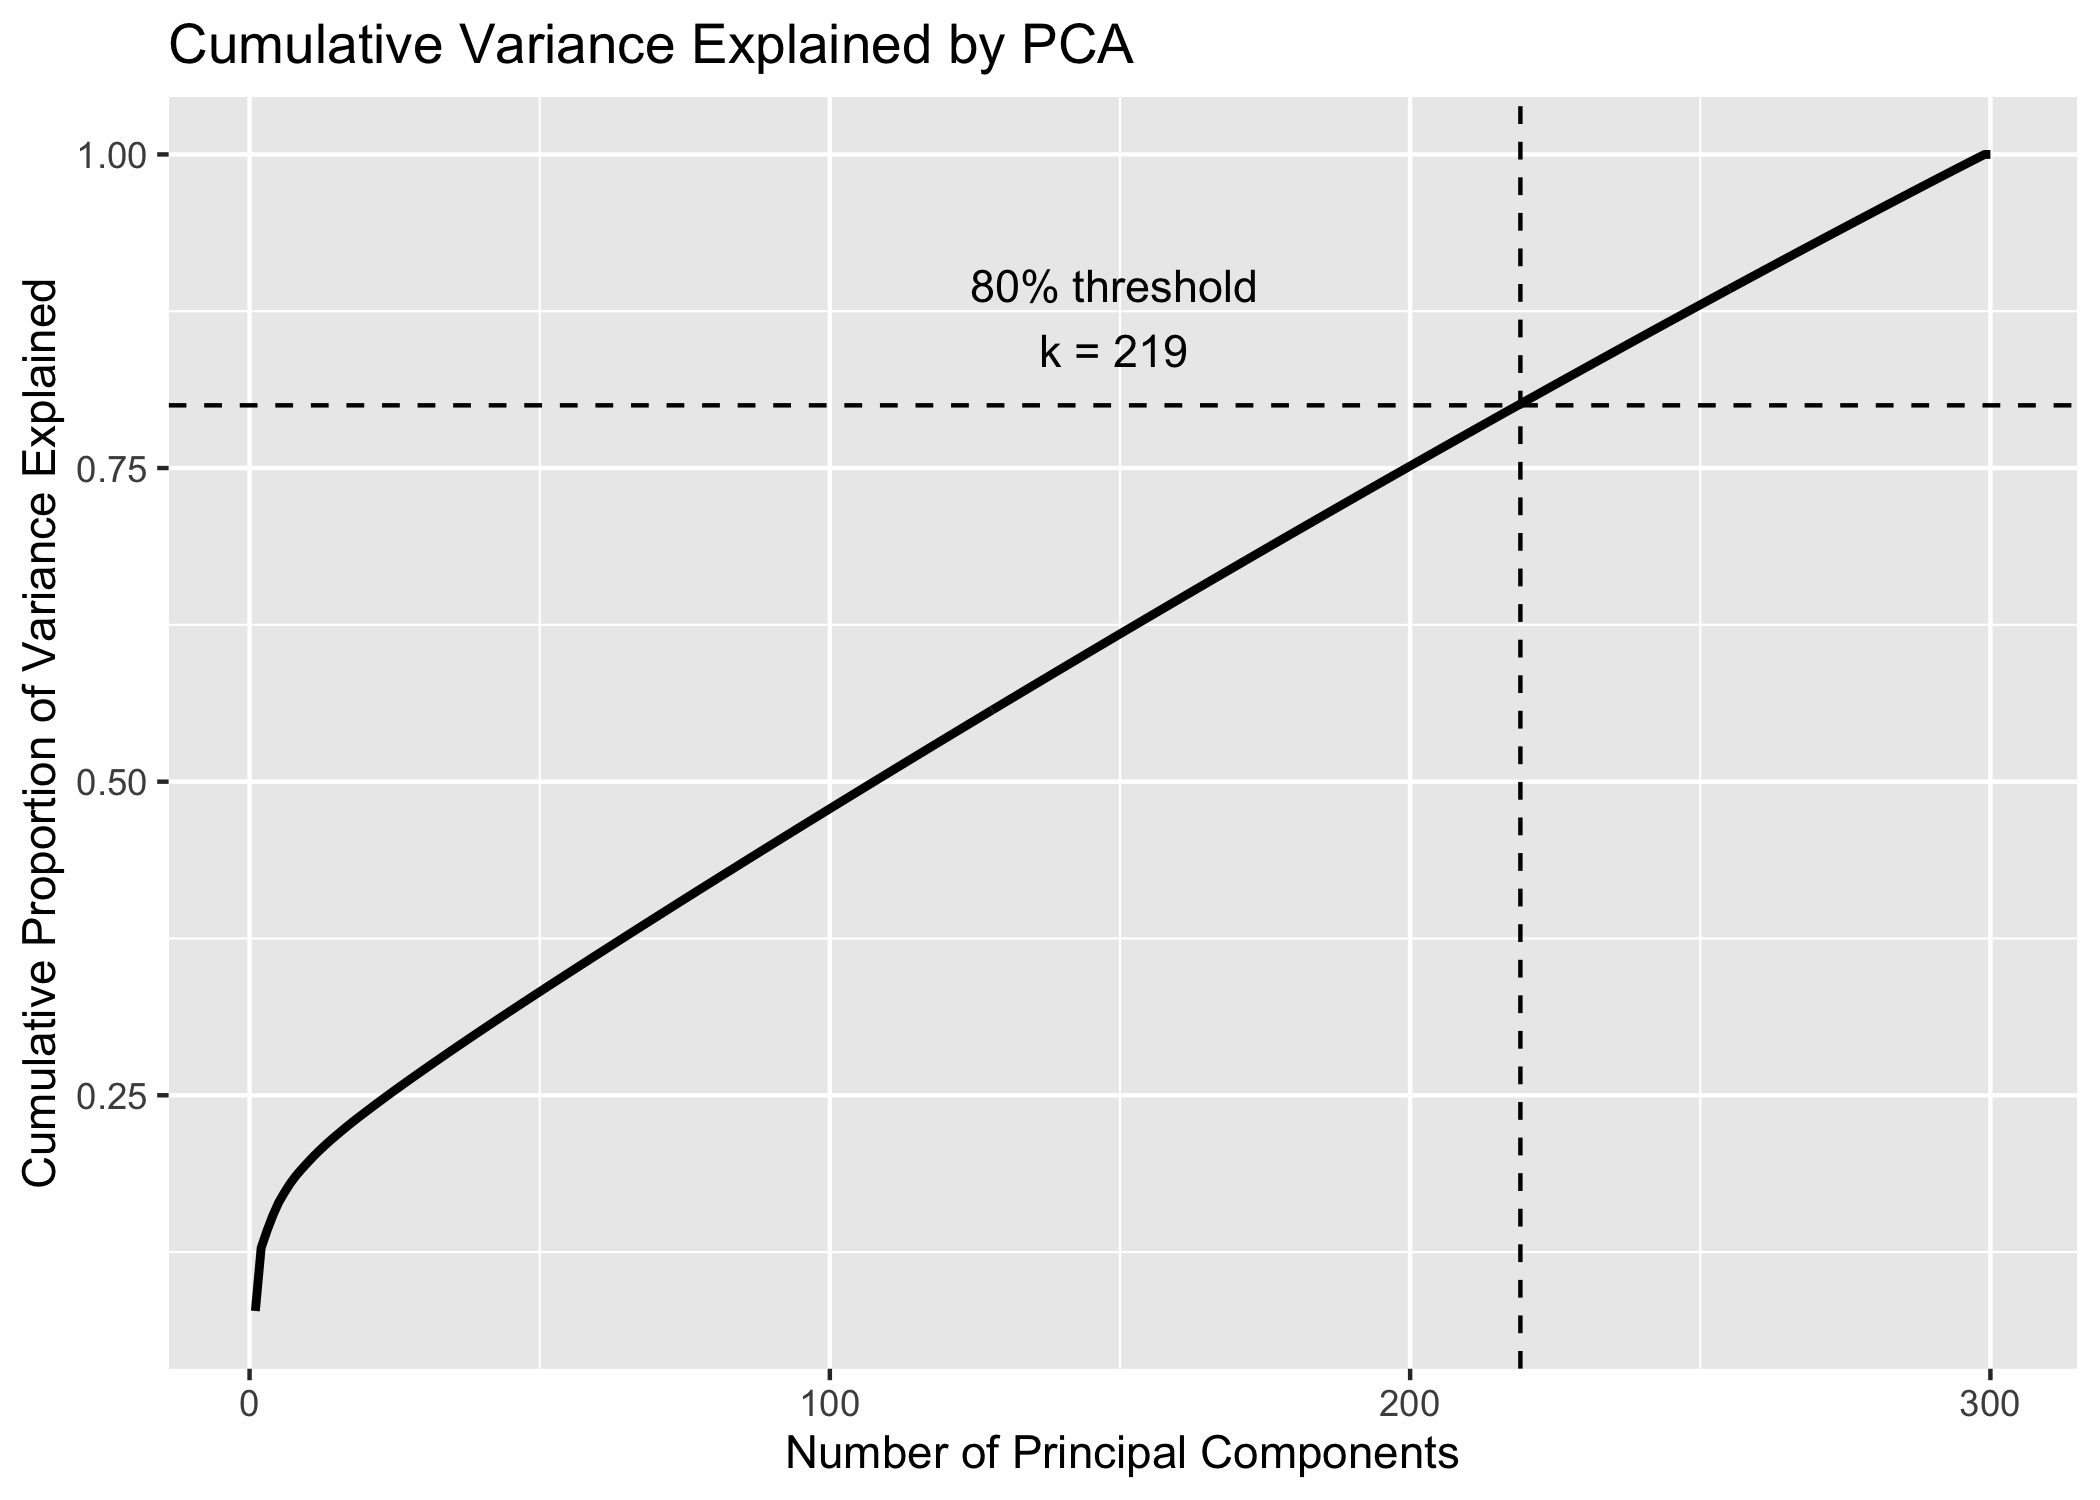 Cumulative Variance Explained by PCA
Cumulative Proportion of Variance Explained
1.00
0.75
0.50
0.25
80% threshold
k = 219
0
100
200
300
Number of Principal Components